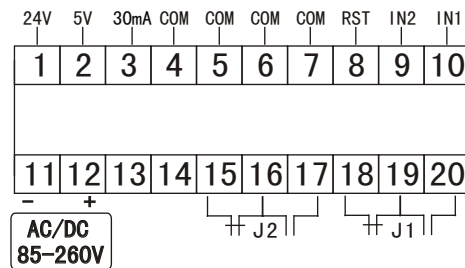 24V 5V 30mA COM COM COM COM RST IN2 IN1
1 2 3 4 5 6 7 8 9 10
11 12 13 14 15 16 17 18 19 20
− +
J2 J1
AC/DC
85−260V